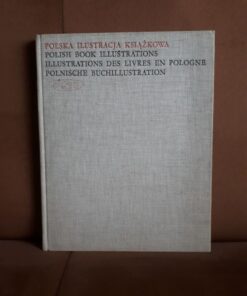 POLSKA ILUSTRACJA KSIĄŻKOWA
POLISH BOOK ILLUSTRATIONS
ILLUSTRATIONS DES LIVRES EN POLOGNE
POLNISCHE BUCHILLUSTRATION